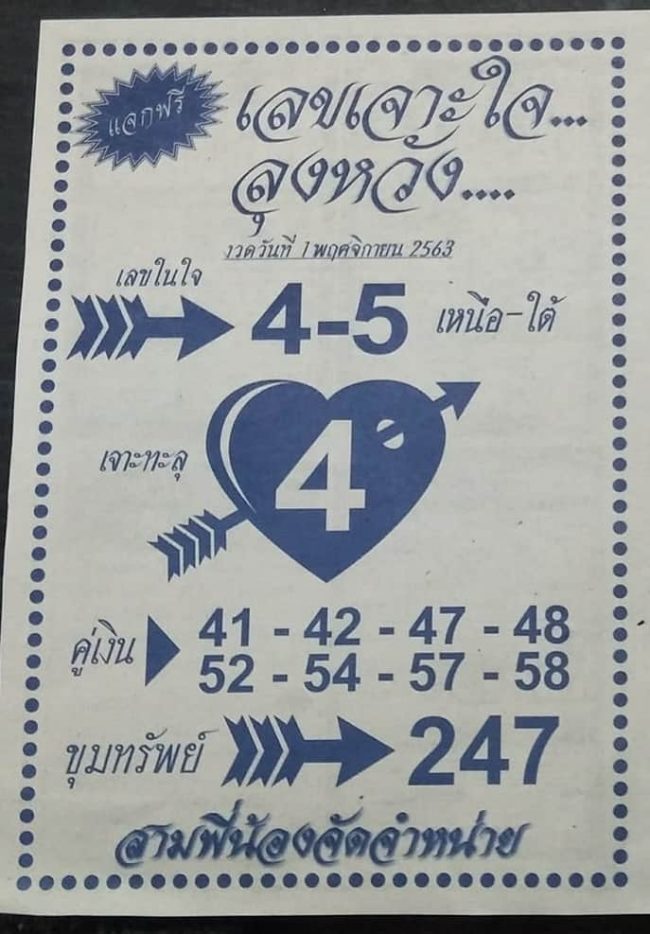 แจกฟรี
เลขเจาะใจ...
ลุงหวัง....
งวดวันที่ 1 พฤศจิกายน 2563
เลขในใจ
4-5 เหนือ-ใต้
เจาะทะลุ
4
คู่เงิน 41 - 42 - 47 - 48
52 - 54 - 57 - 58
ขุมทรัพย์ 247
สามพี่น้องจัดจำหน่าย